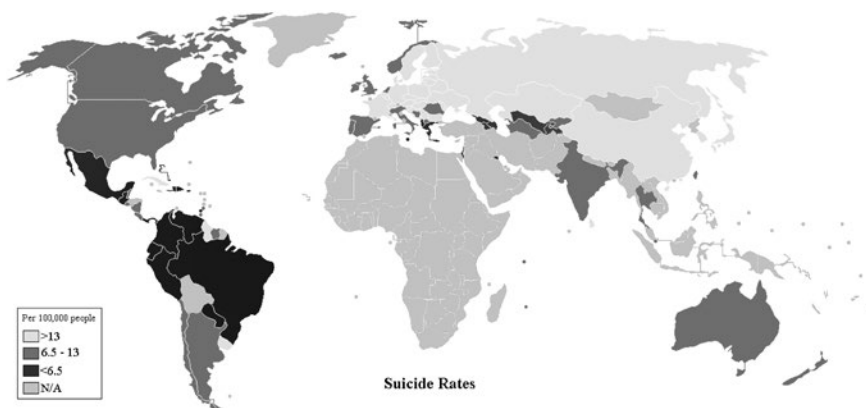 Per 100,000 people
>13
6.5 - 13
<6.5
N/A
Suicide Rates